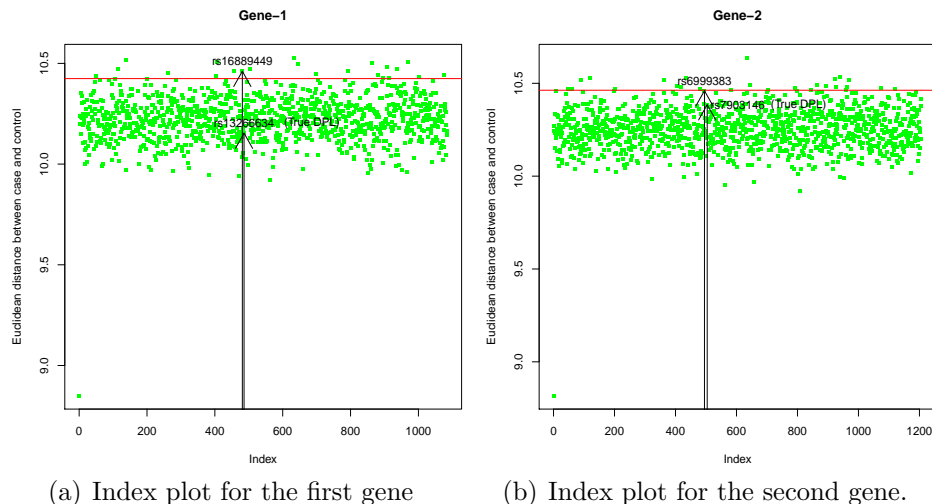 Gene−1
Euclidean distance between case and control
10.5
10.0
9.5
9.0
rs16889449
rs13266634 (True DPL)
0 200 400 600 800 1000
Index
(a) Index plot for the first gene
Gene−2
Euclidean distance between case and control
10.5
10.0
9.5
9.0
rs6999383
rs7903146 (True DPL)
0 200 400 600 800 1000 1200
Index
(b) Index plot for the second gene.